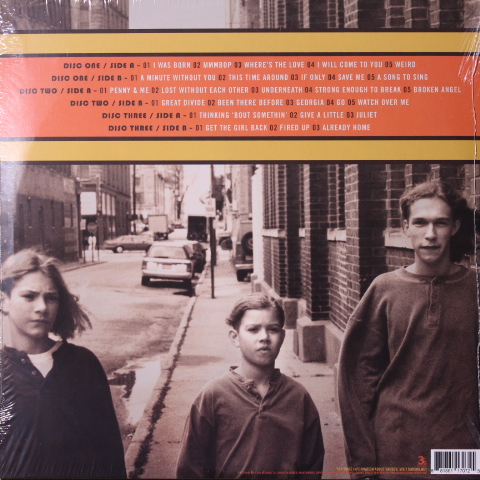 DISC ONE / SIDE A - 01 I WAS BORN 02 MMMBOP 03 WHERE'S THE LOVE 04 I WILL COME TO YOU 05 WEIRD
DISC ONE / SIDE B - 01 A MINUTE WITHOUT YOU 02 THIS TIME AROUND 03 IF ONLY 04 SAVE ME 05 A SONG TO SING
DISC TWO / SIDE A - 01 PENNY & ME 02 LOST WITHOUT EACH OTHER 03 UNDERNEATH 04 STRONG ENOUGH TO BREAK 05 BROKEN ANGEL
DISC TWO / SIDE B - 01 GREAT DIVIDE 02 BEEN THERE BEFORE 03 GEORGIA 04 GO 05 WATCH OVER ME
DISC THREE / SIDE A - 01 THINKING 'BOUT SOMETHIN' 02 GIVE A LITTLE 03 JULIET
DISC THREE / SIDE B - 01 GET THE GIRL BACK 02 FIRED UP 03 ALREADY HOME